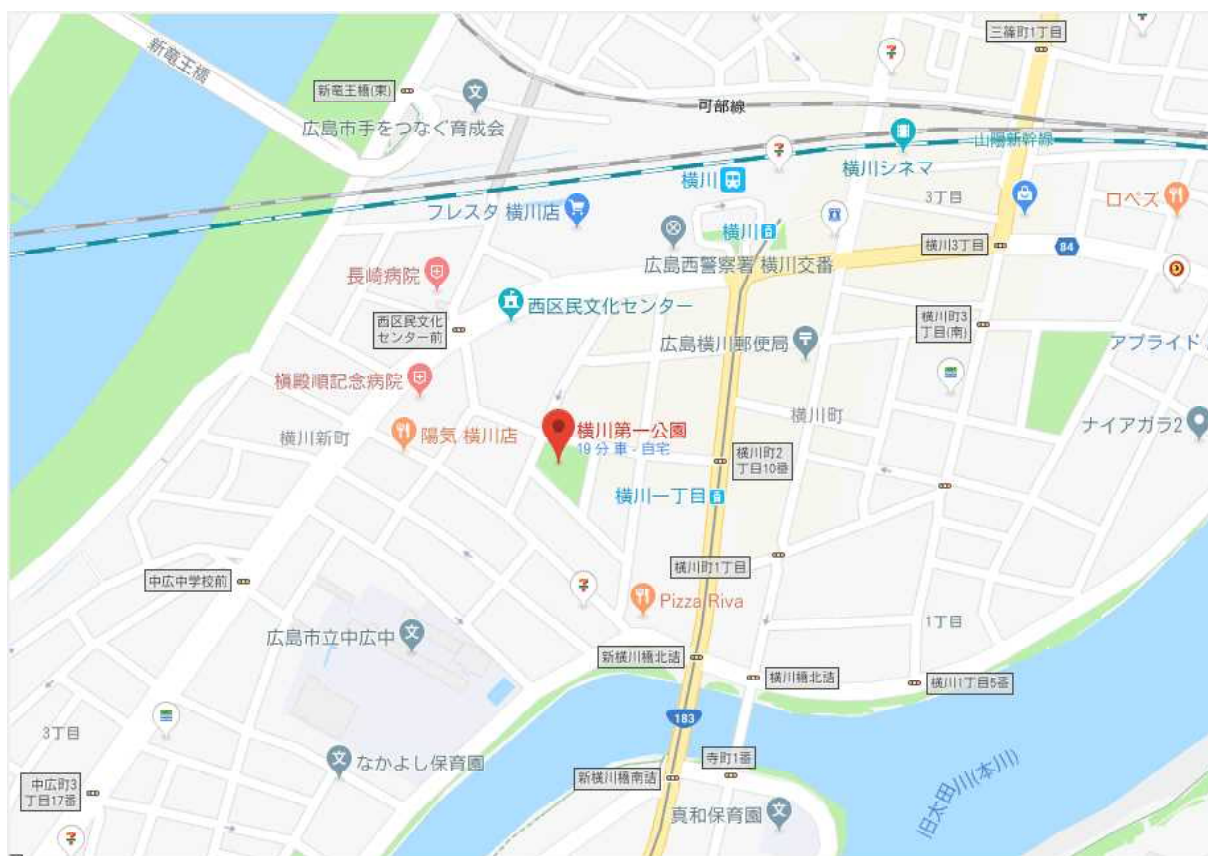 三篠町1丁目
新竜王橋
新竜王橋(東)
広島市手をつなぐ育成会
可部線
山陽新幹線
横川シネマ
横川
3丁目
ロペズ
フレスタ 横川店
横川
横川3丁目
84
広島西警察署 横川交番
長崎病院
西区民文化センター
西区民文化
センター前
横川町3
丁目(南)
広島横川郵便局
アプライド
槇殿順記念病院
横川町
横川新町
陽気 横川店
横川第一公園
19 分 車 - 自宅
ナイアガラ2
横川町2
丁目10番
横川一丁目
横川町1丁目
中広中学校前
Pizza Riva
広島市立中広中
1丁目
新横川橋北詰
横川橋北詰
横川1丁目5番
183
3丁目
なかよし保育園
寺町1番
新横川橋南詰
中広町3
丁目17番
真和保育園
旧太田川(本川)